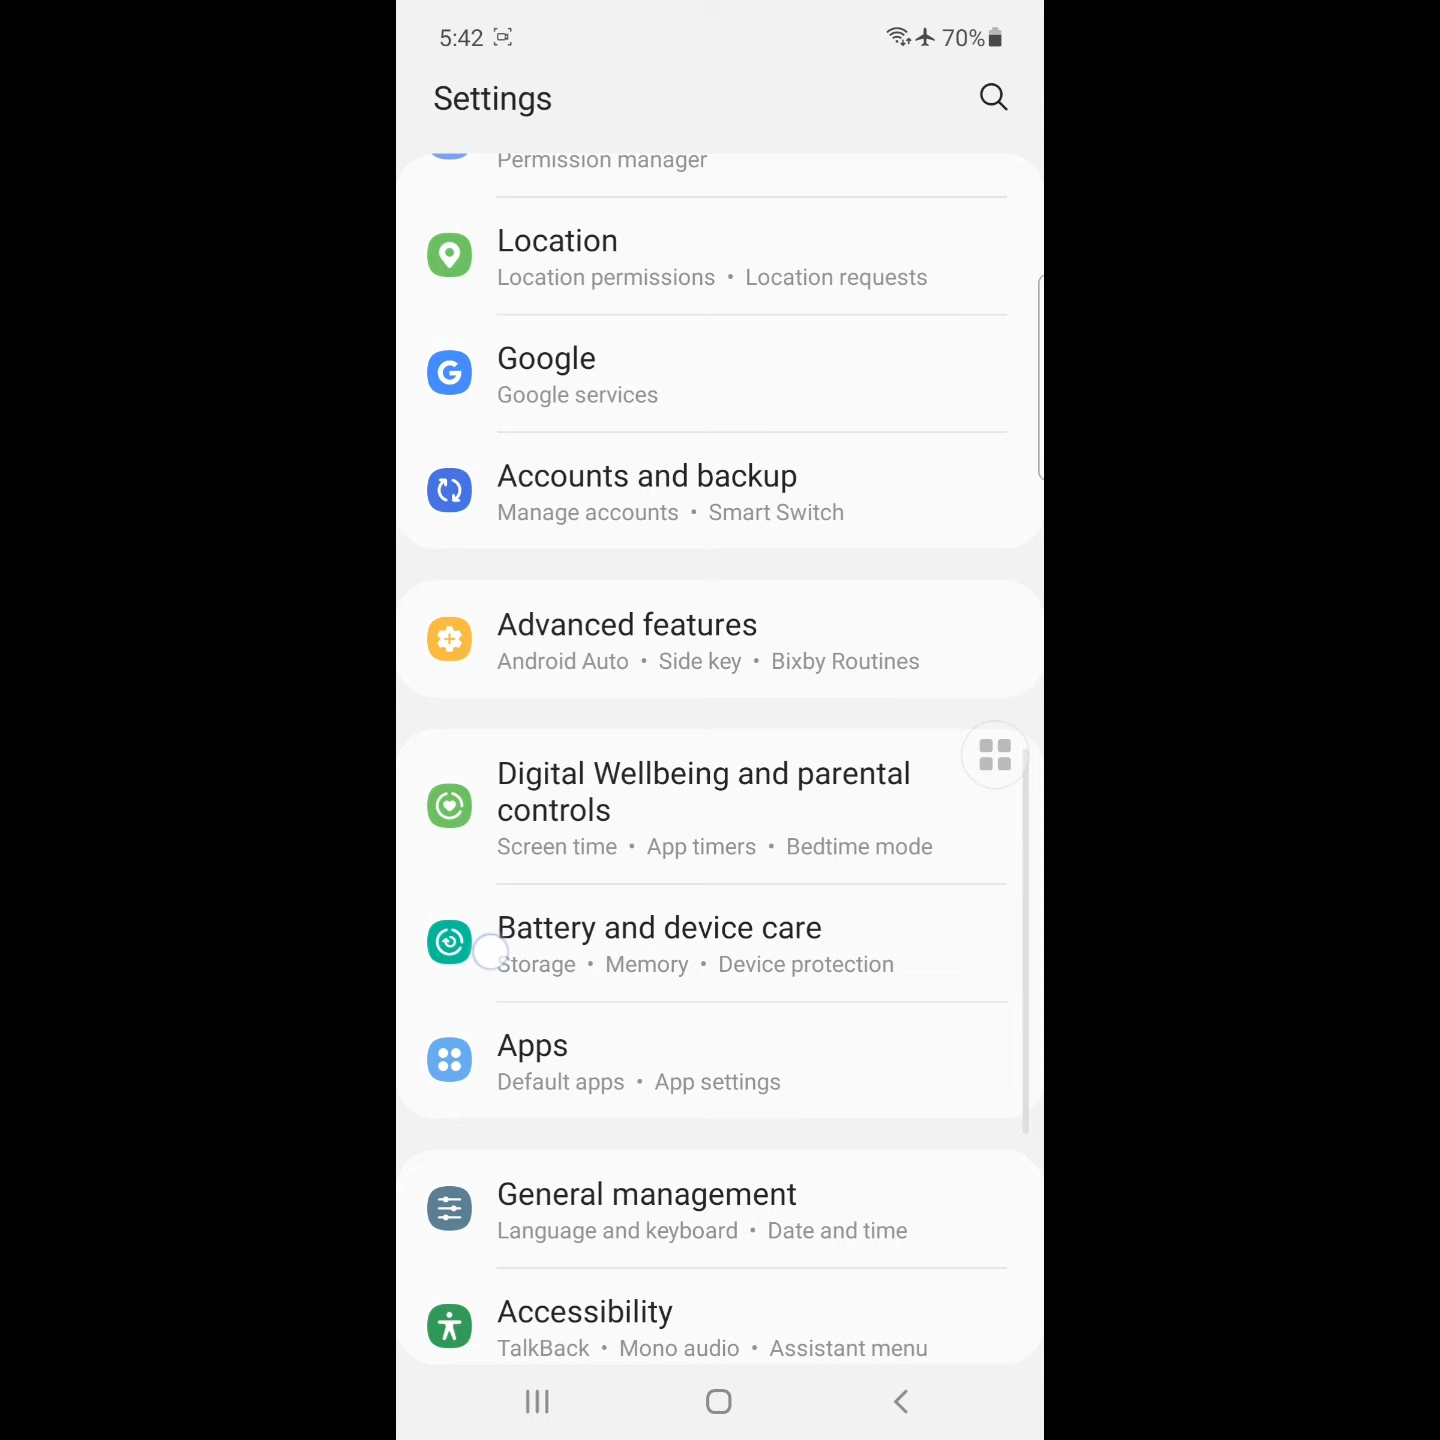 5:42 70%
Settings
Permission manager
Location
Location permissions • Location requests
Google
Google services
Accounts and backup
Manage accounts • Smart Switch
Advanced features
Android Auto • Side key • Bixby Routines
Digital Wellbeing and parental
controls
Screen time • App timers • Bedtime mode
Battery and device care
Storage • Memory • Device protection
Apps
Default apps • App settings
General management
Language and keyboard • Date and time
Accessibility
TalkBack • Mono audio • Assistant menu